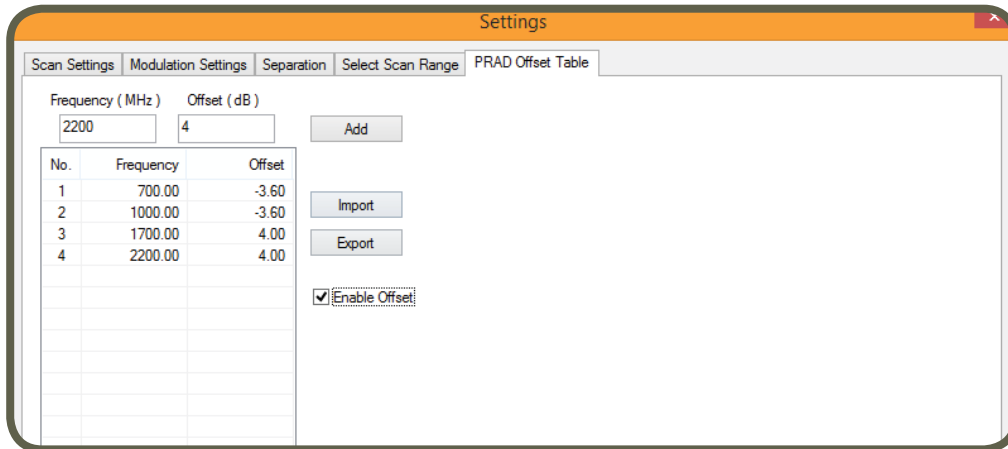 Settings
Scan Settings Modulation Settings Separation Select Scan Range PRAD Offset Table
Frequency ( MHz ) Offset ( dB )
2200 4 Add
No. Frequency Offset
1 700.00 -3.60
2 1000.00 -3.60
3 1700.00 4.00
4 2200.00 4.00
Import
Export
Enable Offset